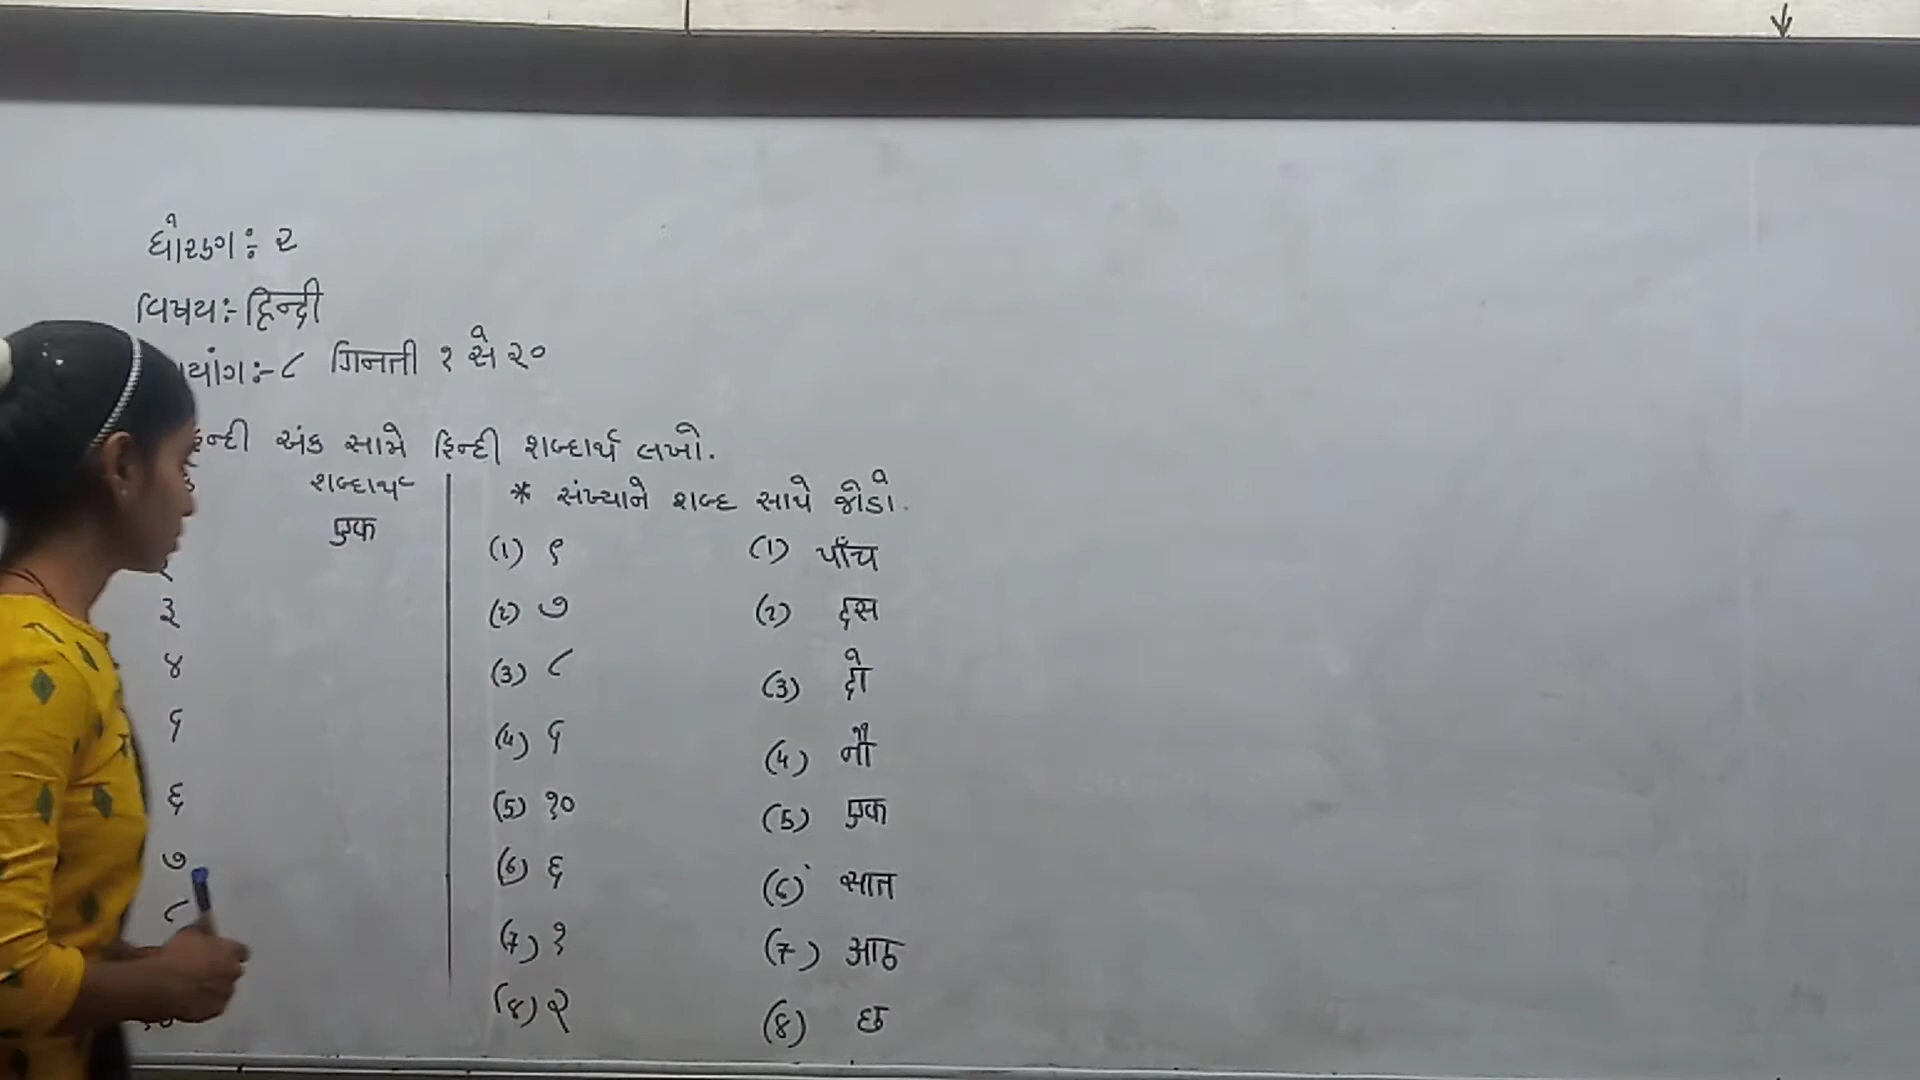 ધોરણ :- ૨
વિષય :- हिन्दी
८ गिनती १ से २०
અંક સામે હિન્દી શબ્દાર્થ લખો.
શબ્દાર્થ
एक
३
४
५
६
७
८
* સંખ્યાને શબ્દ સાથે જોડો.
(1) ९ (1) पाँच
(2) ७ (2) दस
(3) ८ (3) दो
(4) ५ (4) नौ
(5) १० (5) एक
(6) ६ (6) सात
(7) १ (7) आठ
(8) २ (8) छ